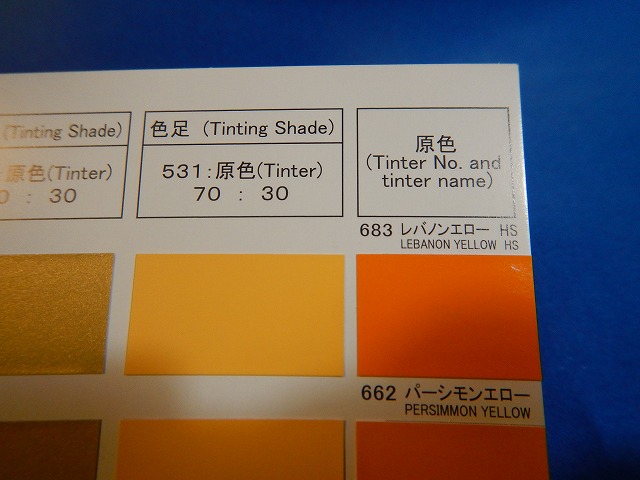 (Tinting Shade)
原色(Tinter)
0 : 30
色足 (Tinting Shade)
531:原色(Tinter)
70 : 30
原色
(Tinter No. and
tinter name)
683 レバノンエロー HS
LEBANON YELLOW HS
662 パーシモンエロー
PERSIMMON YELLOW